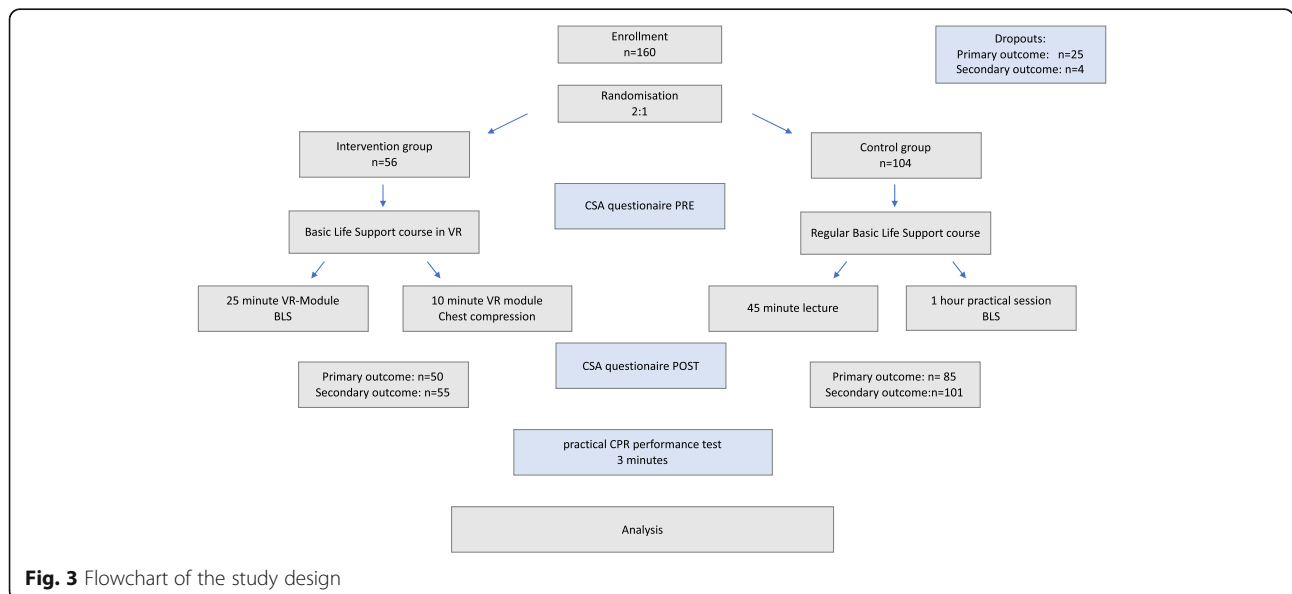 Enrollment
n=160
Dropouts:
Primary outcome: n=25
Secondary outcome: n=4
Randomisation
2:1
Intervention group
n=56
Control group
n=104
CSA questionaire PRE
Basic Life Support course in VR
Regular Basic Life Support course
25 minute VR-Module
BLS
10 minute VR module
Chest compression
45 minute lecture
1 hour practical session
BLS
CSA questionaire POST
Primary outcome: n=50
Secondary outcome: n=55
Primary outcome: n= 85
Secondary outcome:n=101
practical CPR performance test
3 minutes
Analysis
Fig. 3 Flowchart of the study design